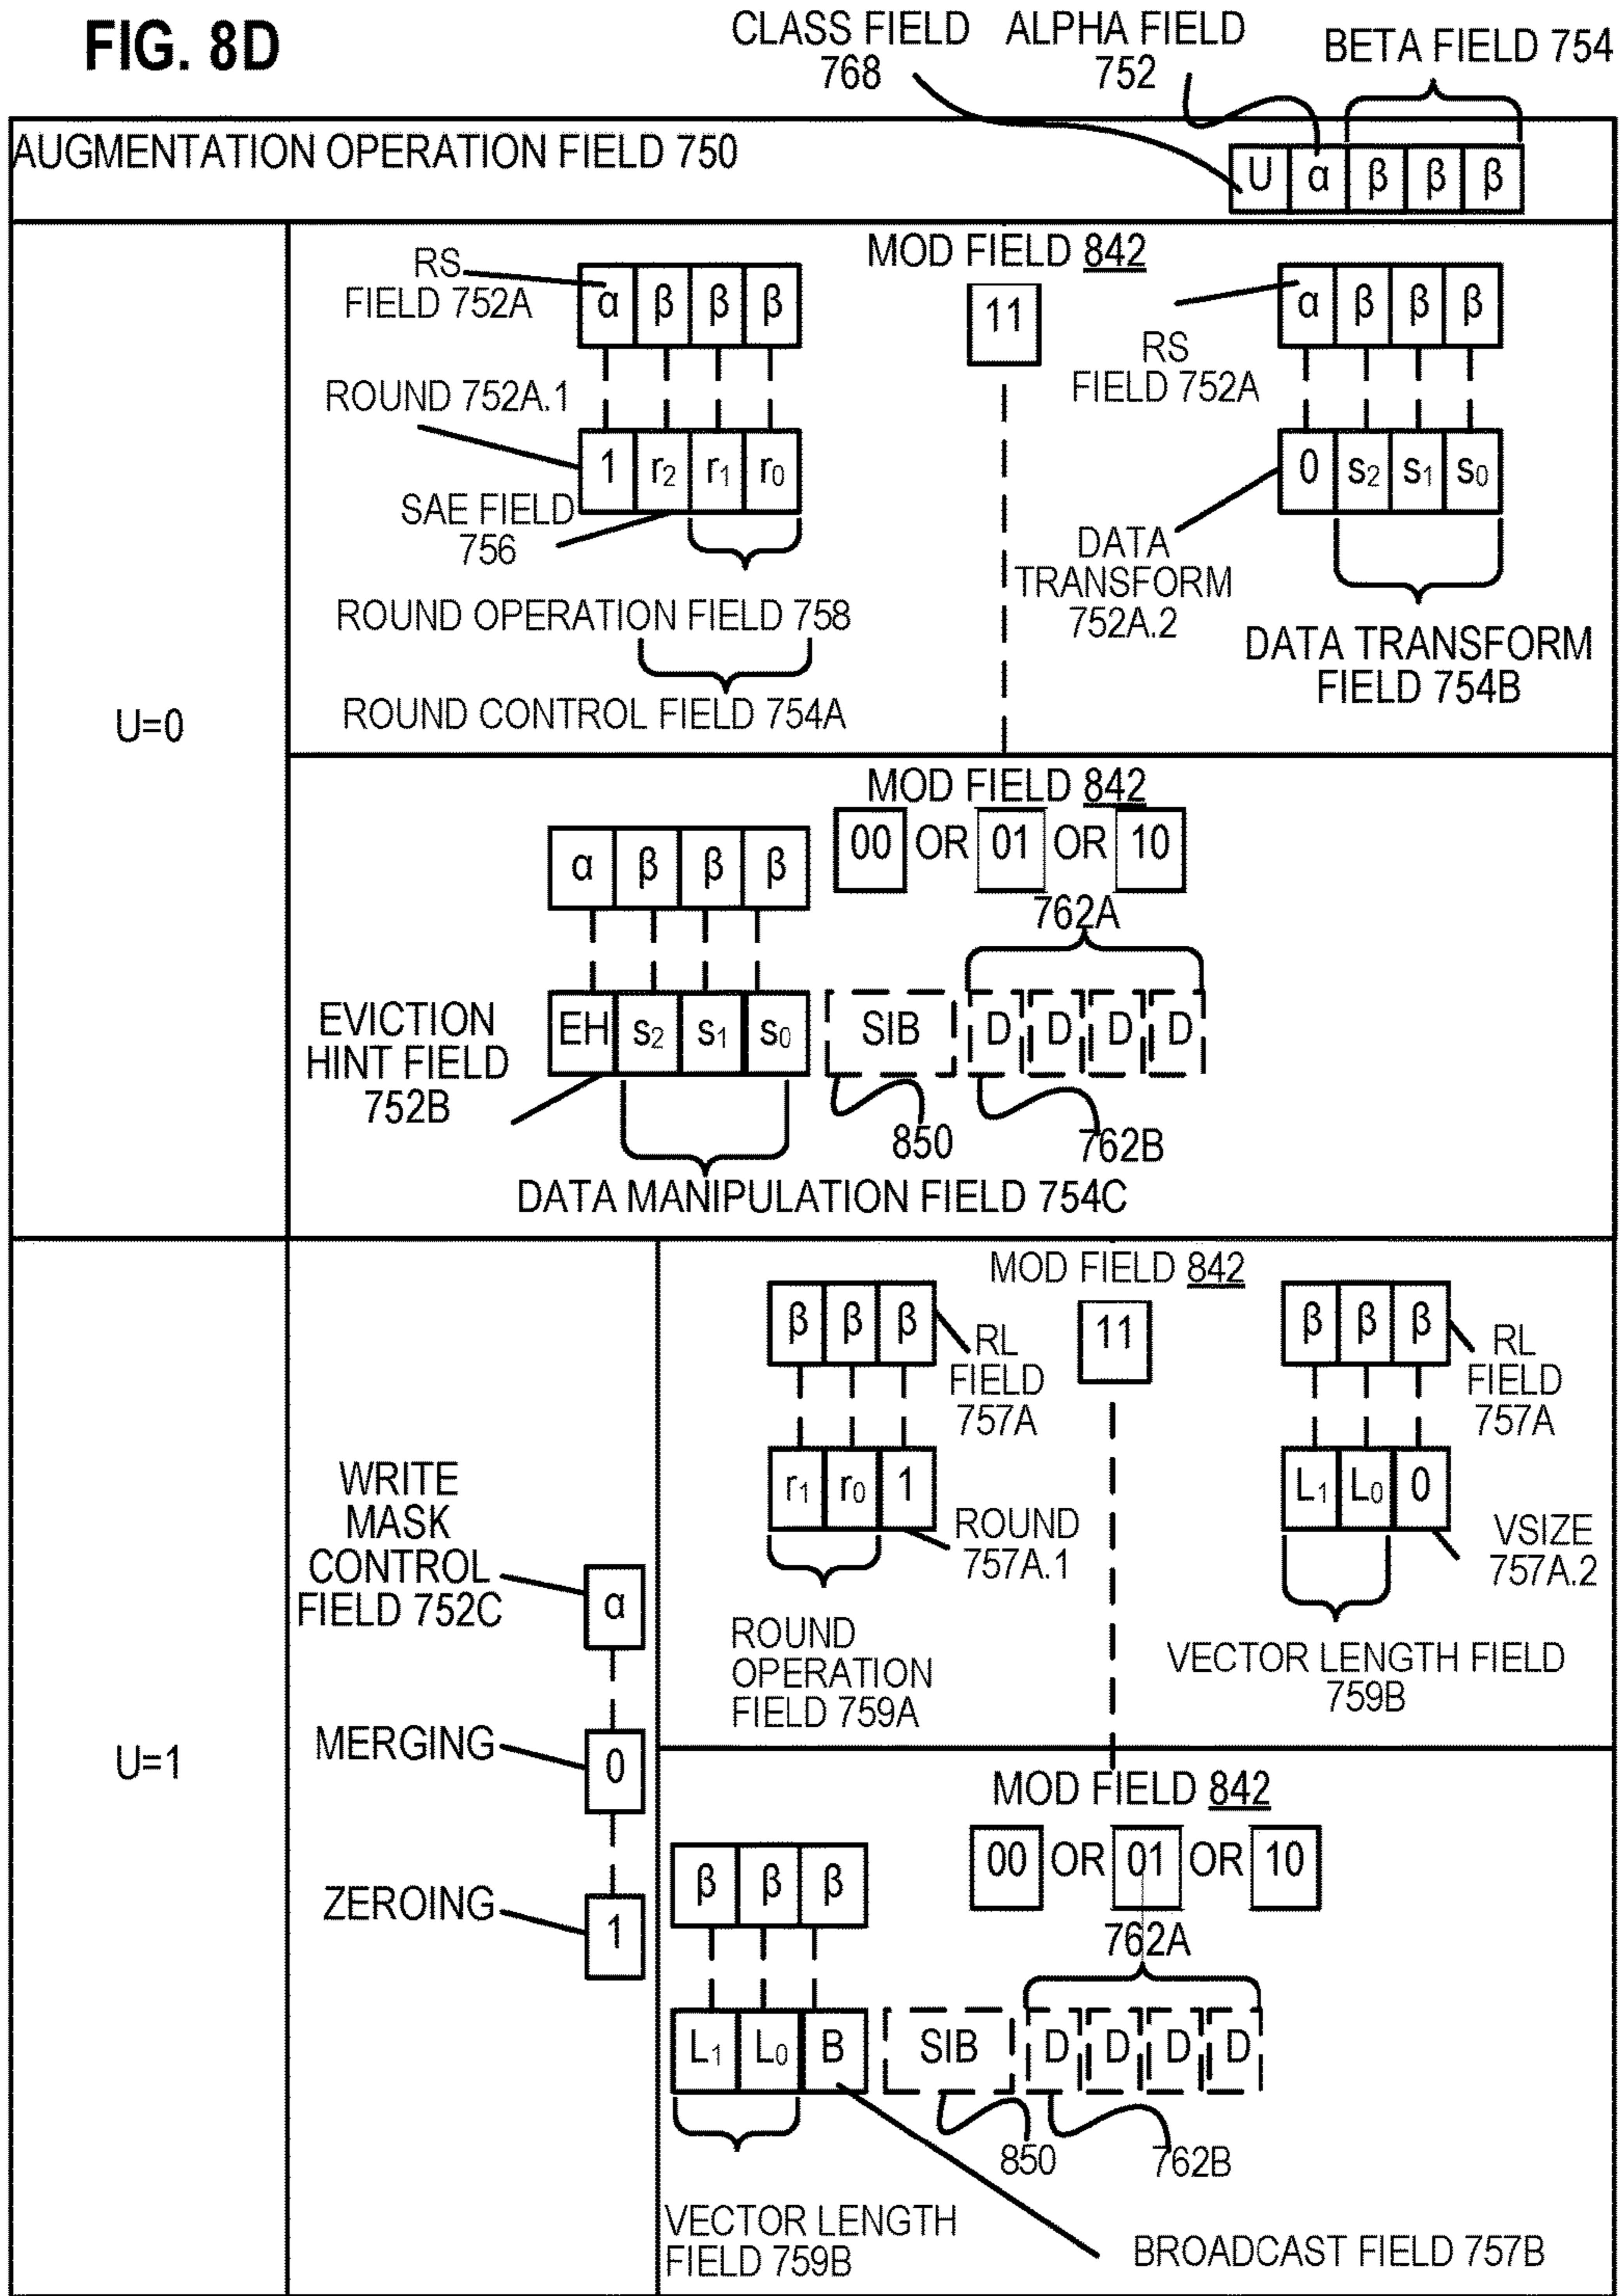 FIG. 8D
CLASS FIELD
768
ALPHA FIELD
752
BETA FIELD 754
AUGMENTATION OPERATION FIELD 750
U α β β β
U=0
MOD FIELD 842
11
RS
FIELD 752A
α β β β
ROUND 752A.1
1 r₂ r₁ r₀
SAE FIELD
756
ROUND OPERATION FIELD 758
ROUND CONTROL FIELD 754A
α β β β
RS
FIELD 752A
0 s₂ s₁ s₀
DATA
TRANSFORM
752A.2
DATA TRANSFORM
FIELD 754B
MOD FIELD 842
00 OR 01 OR 10
α β β β
762A
EVICTION
HINT FIELD
752B
EH s₂ s₁ s₀ SIB D D D D
850
762B
DATA MANIPULATION FIELD 754C
U=1
WRITE
MASK
CONTROL
FIELD 752C
α
MERGING
0
ZEROING
1
MOD FIELD 842
11
β β β
RL
FIELD
757A
r₁ r₀ 1
ROUND
757A.1
ROUND
OPERATION
FIELD 759A
β β β
RL
FIELD
757A
L₁ L₀ 0
VSIZE
757A.2
VECTOR LENGTH FIELD
759B
MOD FIELD 842
00 OR 01 OR 10
β β β
762A
L₁ L₀ B SIB D D D D
850
762B
VECTOR LENGTH
FIELD 759B
BROADCAST FIELD 757B